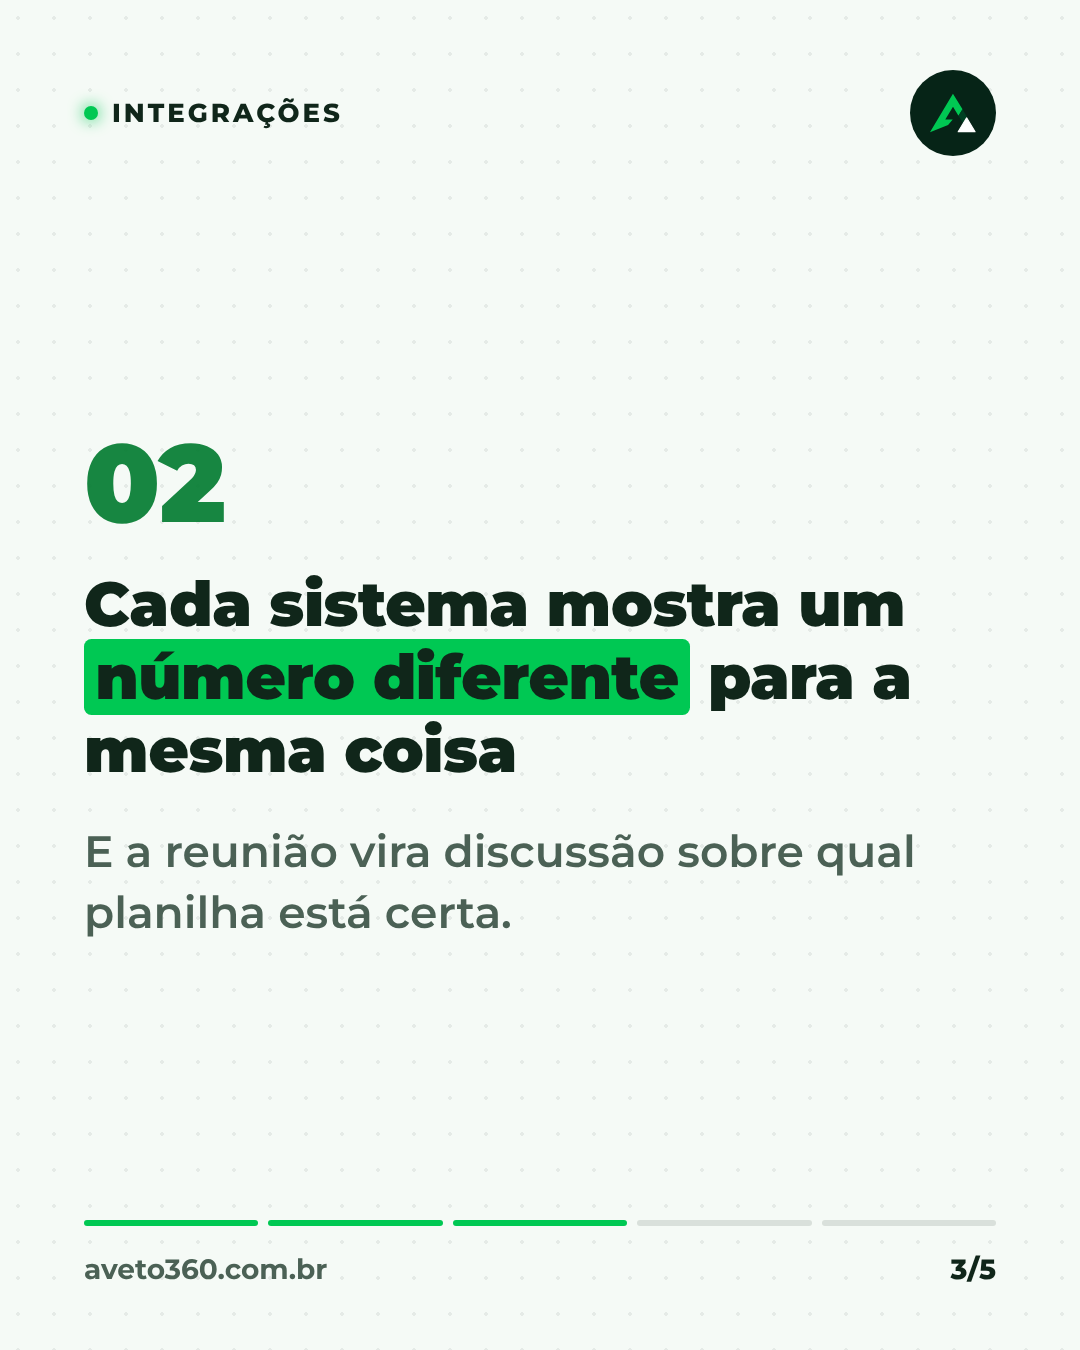 INTEGRAÇÕES
02
Cada sistema mostra um
número diferente para a
mesma coisa
E a reunião vira discussão sobre qual
planilha está certa.
aveto360.com.br
3/5